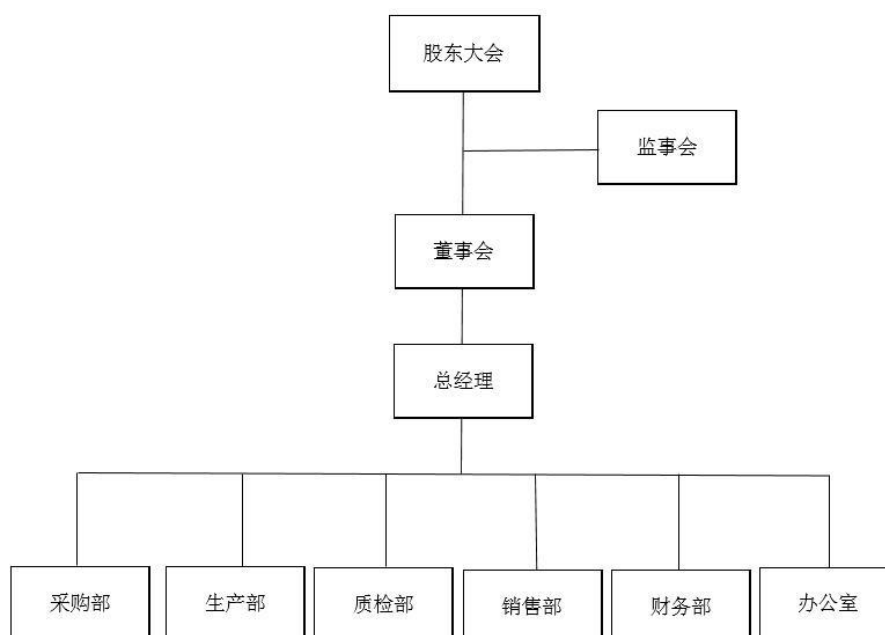 股东大会
监事会
董事会
总经理
采购部
生产部
质检部
销售部
财务部
办公室